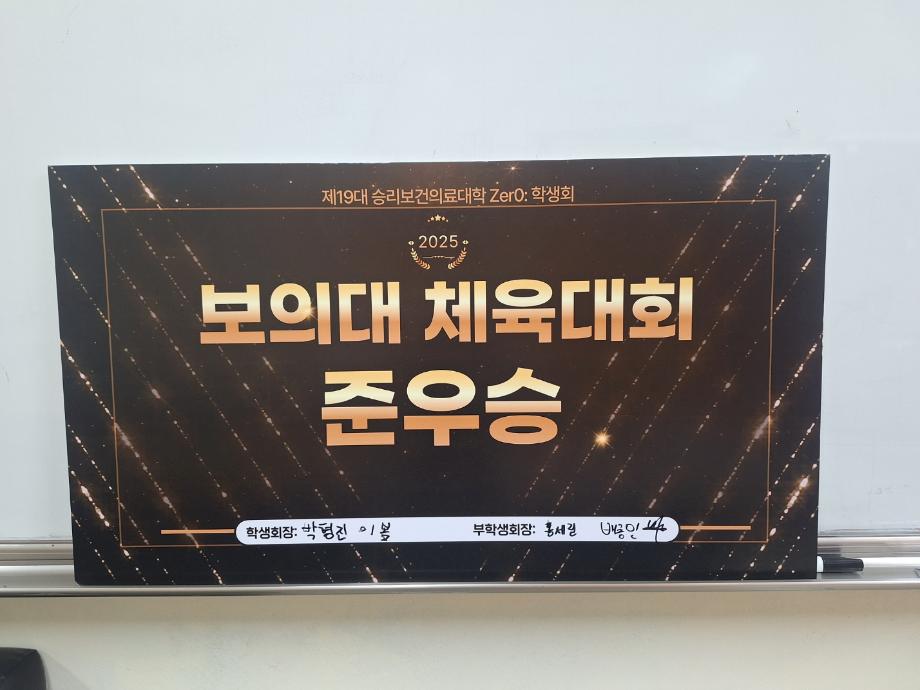 제19대 승리보건의료대학 Zer0: 학생회
2025
보의대 체육대회
준우승
학생회장: 박형진 이봄 부학생회장: 홍세림